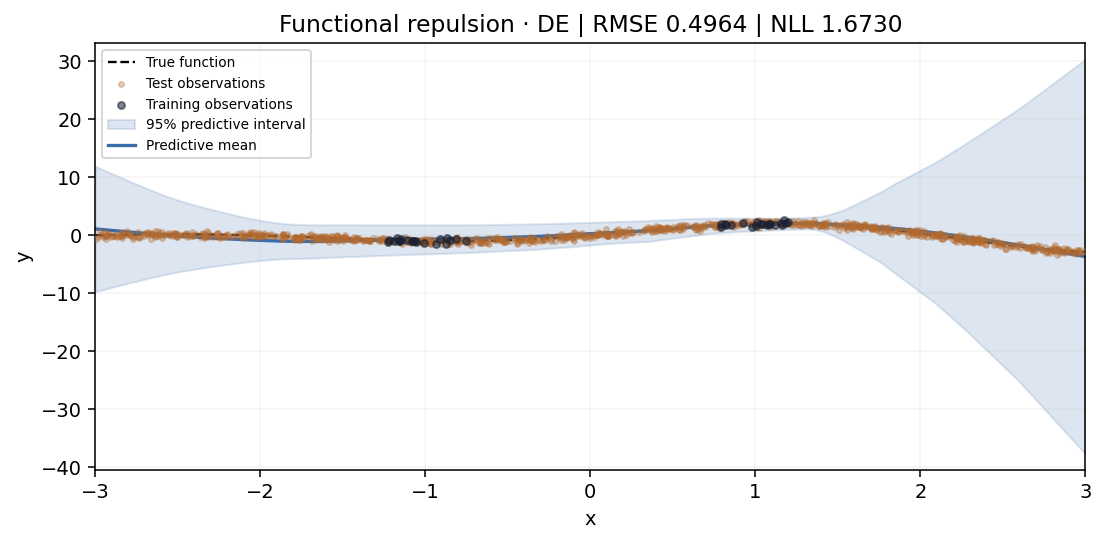 Functional repulsion · DE | RMSE 0.4964 | NLL 1.6730
True function
Test observations
Training observations
95% predictive interval
Predictive mean
30
20
10
0
−10
−20
−30
−40
y
−3
−2
−1
0
1
2
3
x